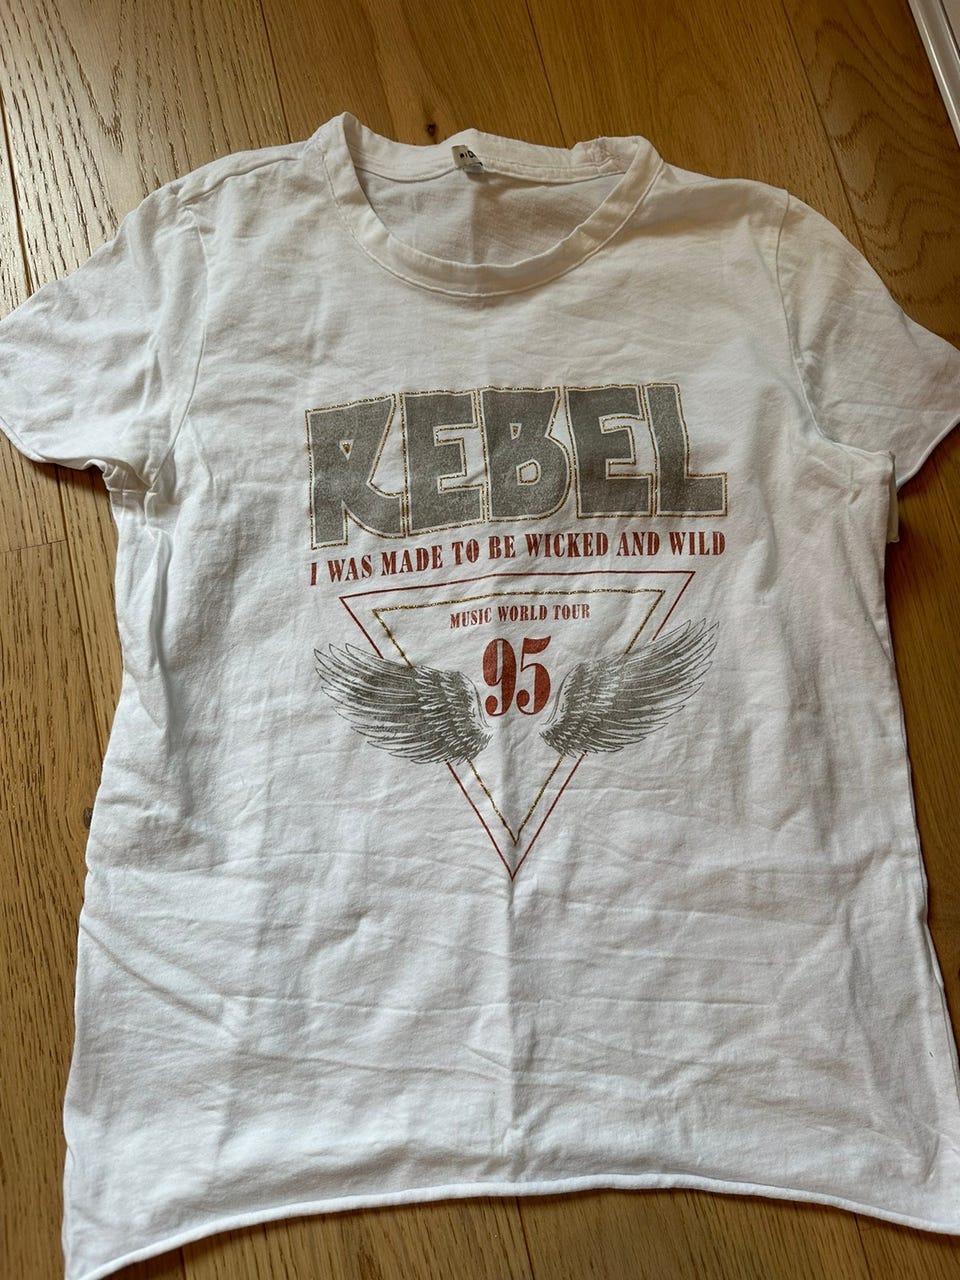 REBEL
I WAS MADE TO BE WICKED AND WILD
MUSIC WORLD TOUR
95